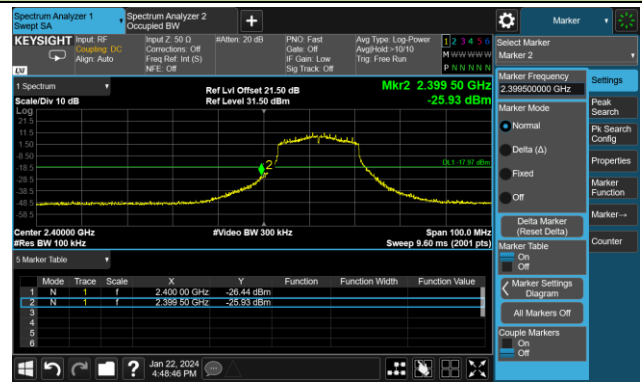 Spectrum Analyzer 1
Swept SA
Spectrum Analyzer 2
Occupied BW
Marker
KEYSIGHT
Input: RF
Coupling: DC
Align: Auto
Input Z: 50 Ω
Corrections: Off
Freq Ref: Int (S)
NFE: Off
#Atten: 20 dB
PNO: Fast
Gate: Off
IF Gain: Low
Sig Track: Off
Avg Type: Log-Power
Avg|Hold:>10/10
Trig: Free Run
1 2 3 4 5 6
M W W W W W
P N N N N N
LXI
Select Marker
Marker 2
1 Spectrum
Scale/Div 10 dB
Log
Ref Lvl Offset 21.50 dB
Ref Level 31.50 dBm
Mkr2 2.399 50 GHz
-25.93 dBm
21.5
11.5
1.50
-8.50
-18.5
-28.5
-38.5
-48.5
-58.5
2
DL1 -17.97 dBm
Center 2.40000 GHz
#Res BW 100 kHz
#Video BW 300 kHz
Span 100.0 MHz
Sweep 9.60 ms (2001 pts)
5 Marker Table
Mode Trace Scale X Y Function Function Width Function Value
1 N 1 f 2.400 00 GHz -26.44 dBm
2 N 1 f 2.399 50 GHz -25.93 dBm
3
4
5
6
Marker Frequency
2.399500000 GHz
Marker Mode
Normal
Delta (Δ)
Fixed
Off
Delta Marker
(Reset Delta)
Marker Table
On
Off
Marker Settings
Diagram
All Markers Off
Couple Markers
On
Off
Settings
Peak
Search
Pk Search
Config
Properties
Marker
Function
Marker→
Counter
?
Jan 22, 2024
4:48:46 PM